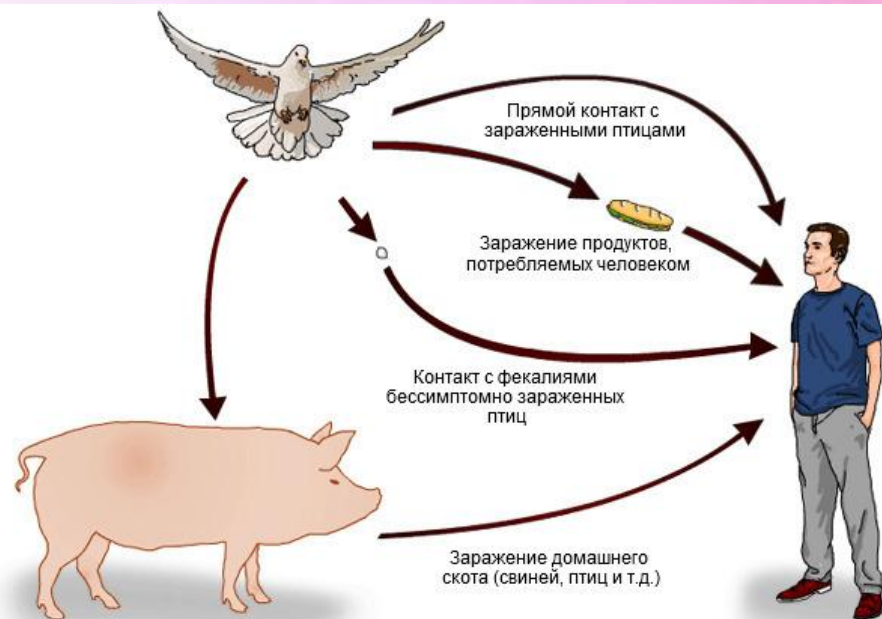 Прямой контакт с
зараженными птицами
Заражение продуктов,
потребляемых человеком
Контакт с фекалиями
бессимптомно зараженных
птиц
Заражение домашнего
скота (свиней, птиц и т.д.)